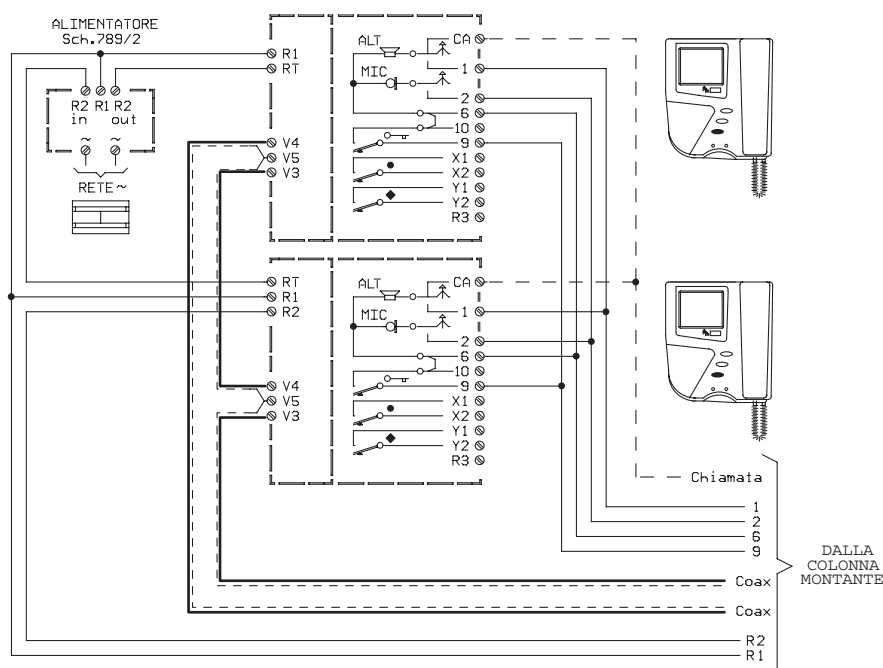 ALIMENTATORE
Sch.789/2
R2 R1 R2
in out
~ ~
RETE ~
R1
RT
V4
V5
V3
ALT
MIC
CA
1
2
6
10
9
X1
X2
Y1
Y2
R3
RT
R1
R2
V4
V5
V3
ALT
MIC
CA
1
2
6
10
9
X1
X2
Y1
Y2
R3
Chiamata
1
2
6
9
Coax
Coax
R2
R1
DALLA
COLONNA
MONTANTE